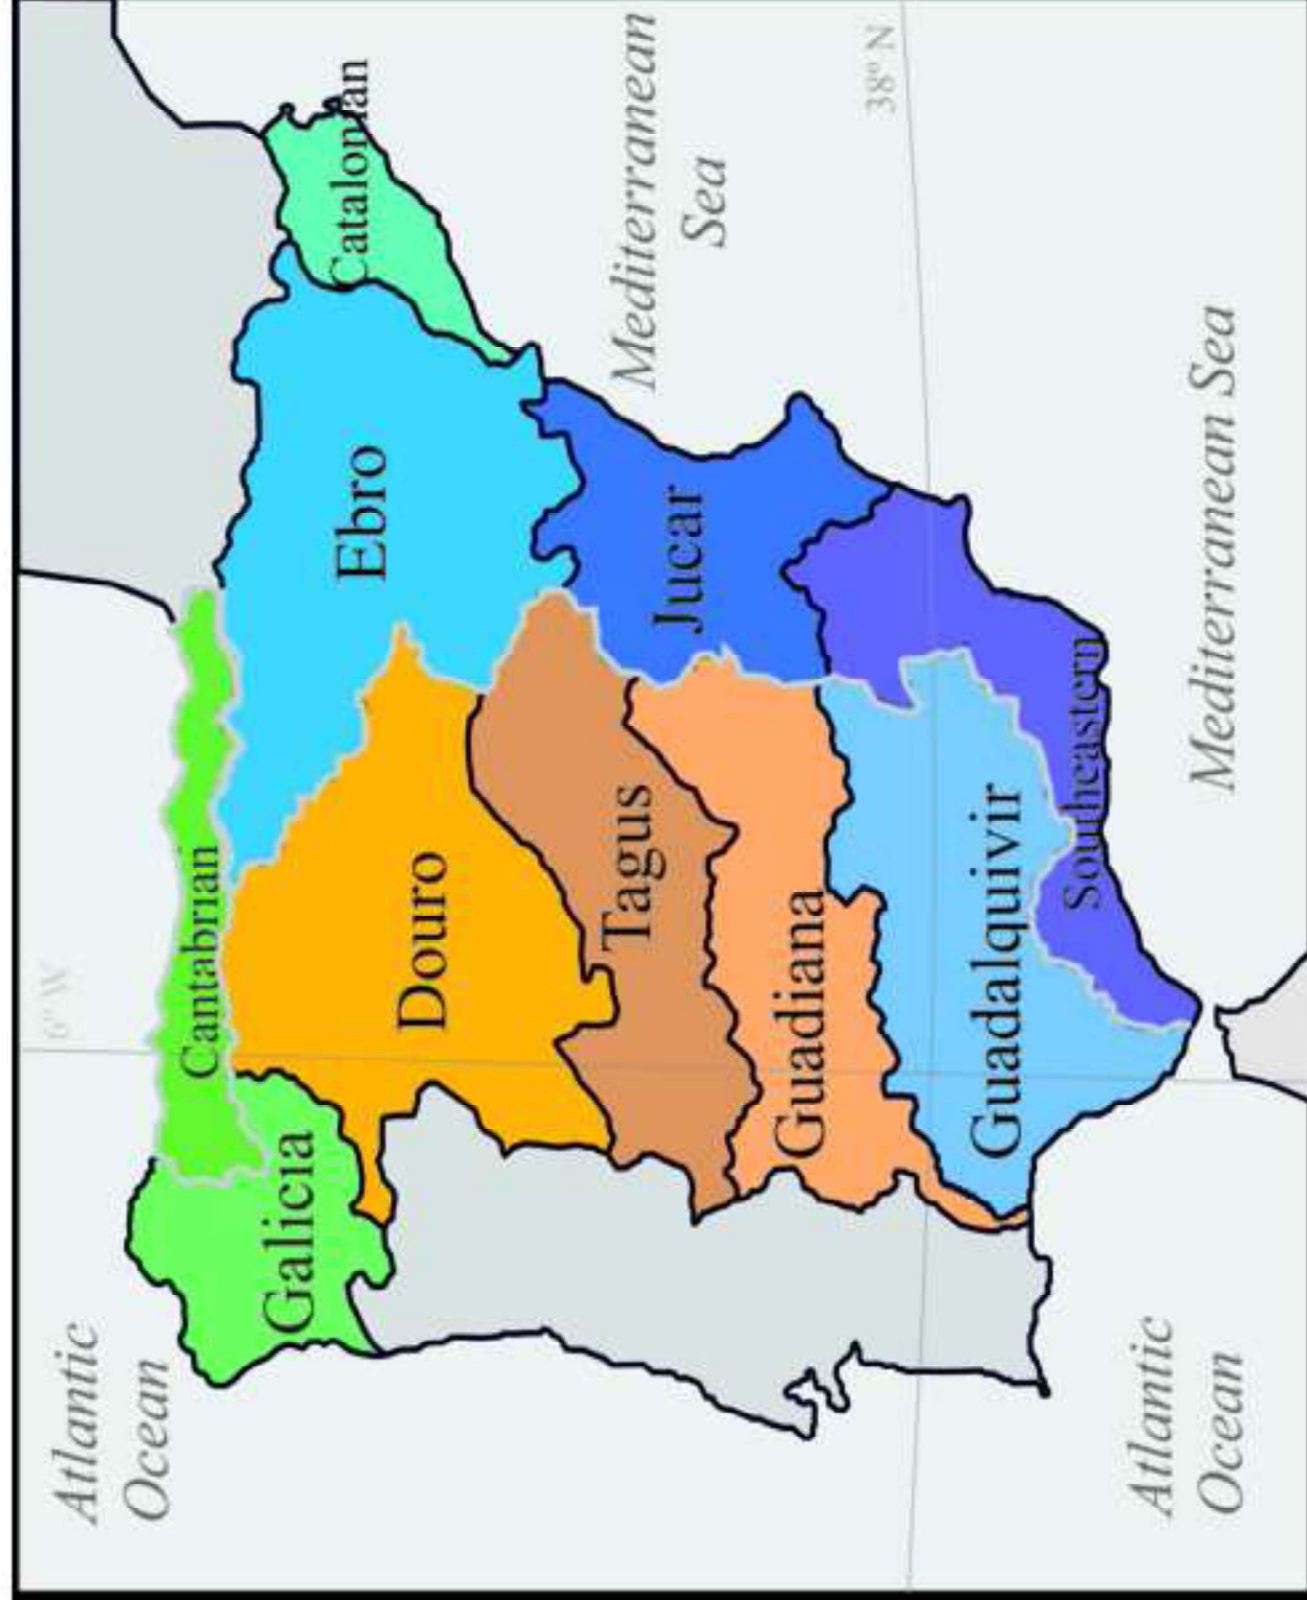 Atlantic
Ocean
6° W
Cantabrian
Galicia
Catalonian
Ebro
Douro
Mediterranean
Sea
Tagus
Jucar
Guadiana
38° N
Guadalquivir
Southeastern
Atlantic
Ocean
Mediterranean Sea